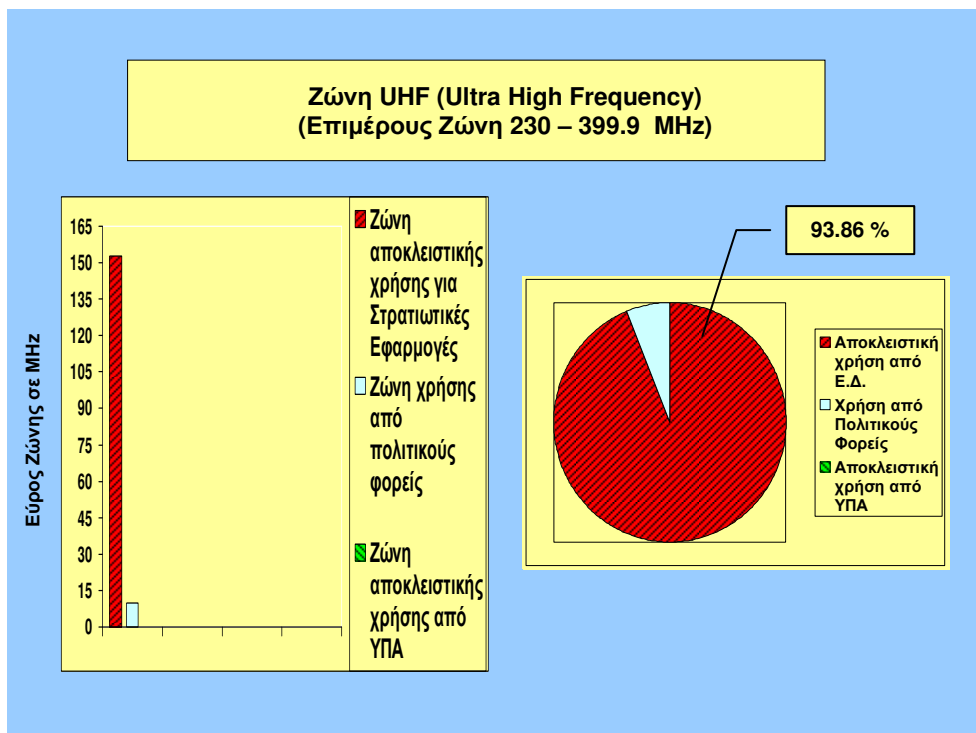 Ζώνη UHF (Ultra High Frequency)
(Επιμέρους Ζώνη 230 – 399.9 MHz)
Εύρος Ζώνης σε MHz
165
150
135
120
105
90
75
60
45
30
15
0
Ζώνη
αποκλειστικής
χρήσης για
Στρατιωτικές
Εφαρμογές
Ζώνη χρήσης
από
πολιτικούς
φορείς
Ζώνη
αποκλειστικής
χρήσης από
ΥΠΑ
93.86 %
Αποκλειστική
χρήση από
Ε.Δ.
Χρήση από
Πολιτικούς
Φορείς
Αποκλειστική
χρήση από
ΥΠΑ